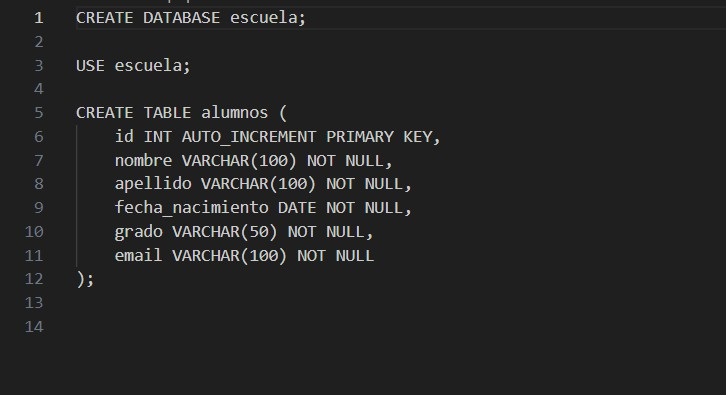 1 CREATE DATABASE escuela;
2
3 USE escuela;
4
5 CREATE TABLE alumnos (
6 id INT AUTO_INCREMENT PRIMARY KEY,
7 nombre VARCHAR(100) NOT NULL,
8 apellido VARCHAR(100) NOT NULL,
9 fecha_nacimiento DATE NOT NULL,
10 grado VARCHAR(50) NOT NULL,
11 email VARCHAR(100) NOT NULL
12 );
13
14